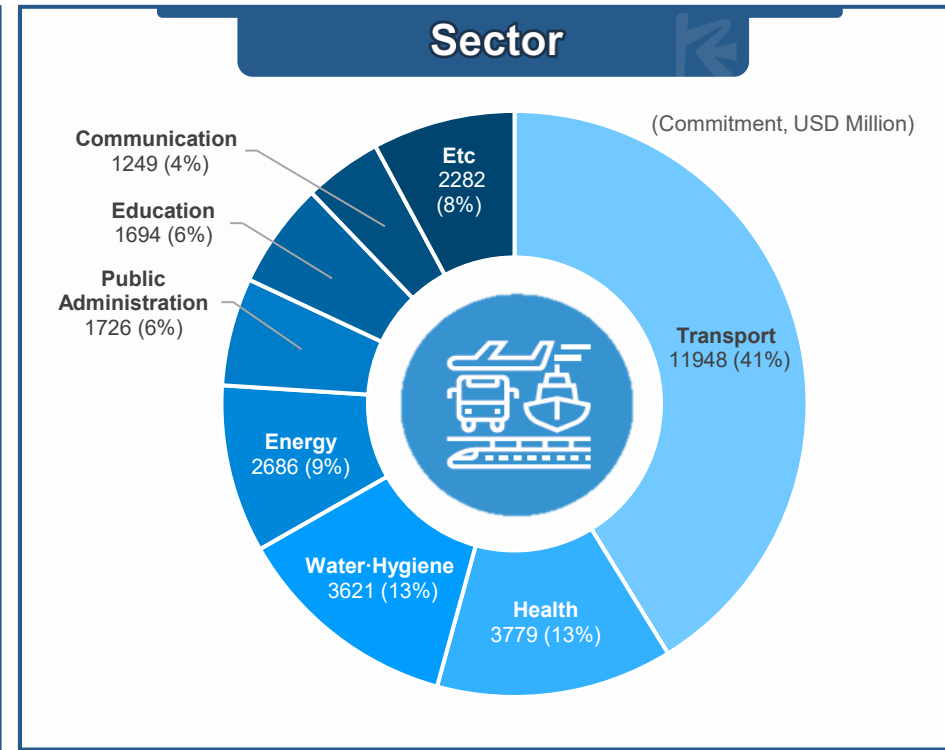 Sector
(Commitment, USD Million)
Communication
1249 (4%)
Etc
2282
(8%)
Education
1694 (6%)
Public
Administration
1726 (6%)
Transport
11948 (41%)
Energy
2686 (9%)
Water·Hygiene
3621 (13%)
Health
3779 (13%)